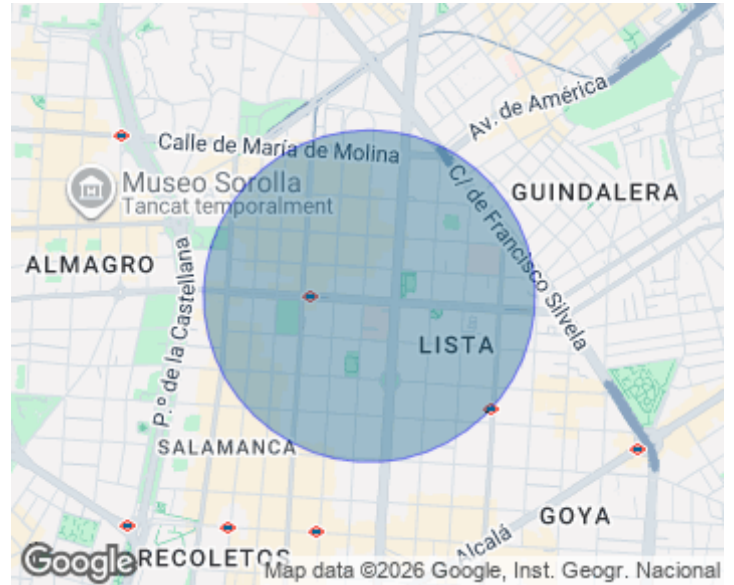 Av. de América
Calle de María de Molina
Museo Sorolla
Tancat temporalment
C/ de Francisco Silvela
GUINDALERA
ALMAGRO
P.º de la Castellana
LISTA
SALAMANCA
GOYA
Alcalá
RECOLETOS
Google
Map data ©2026 Google, Inst. Geogr. Nacional